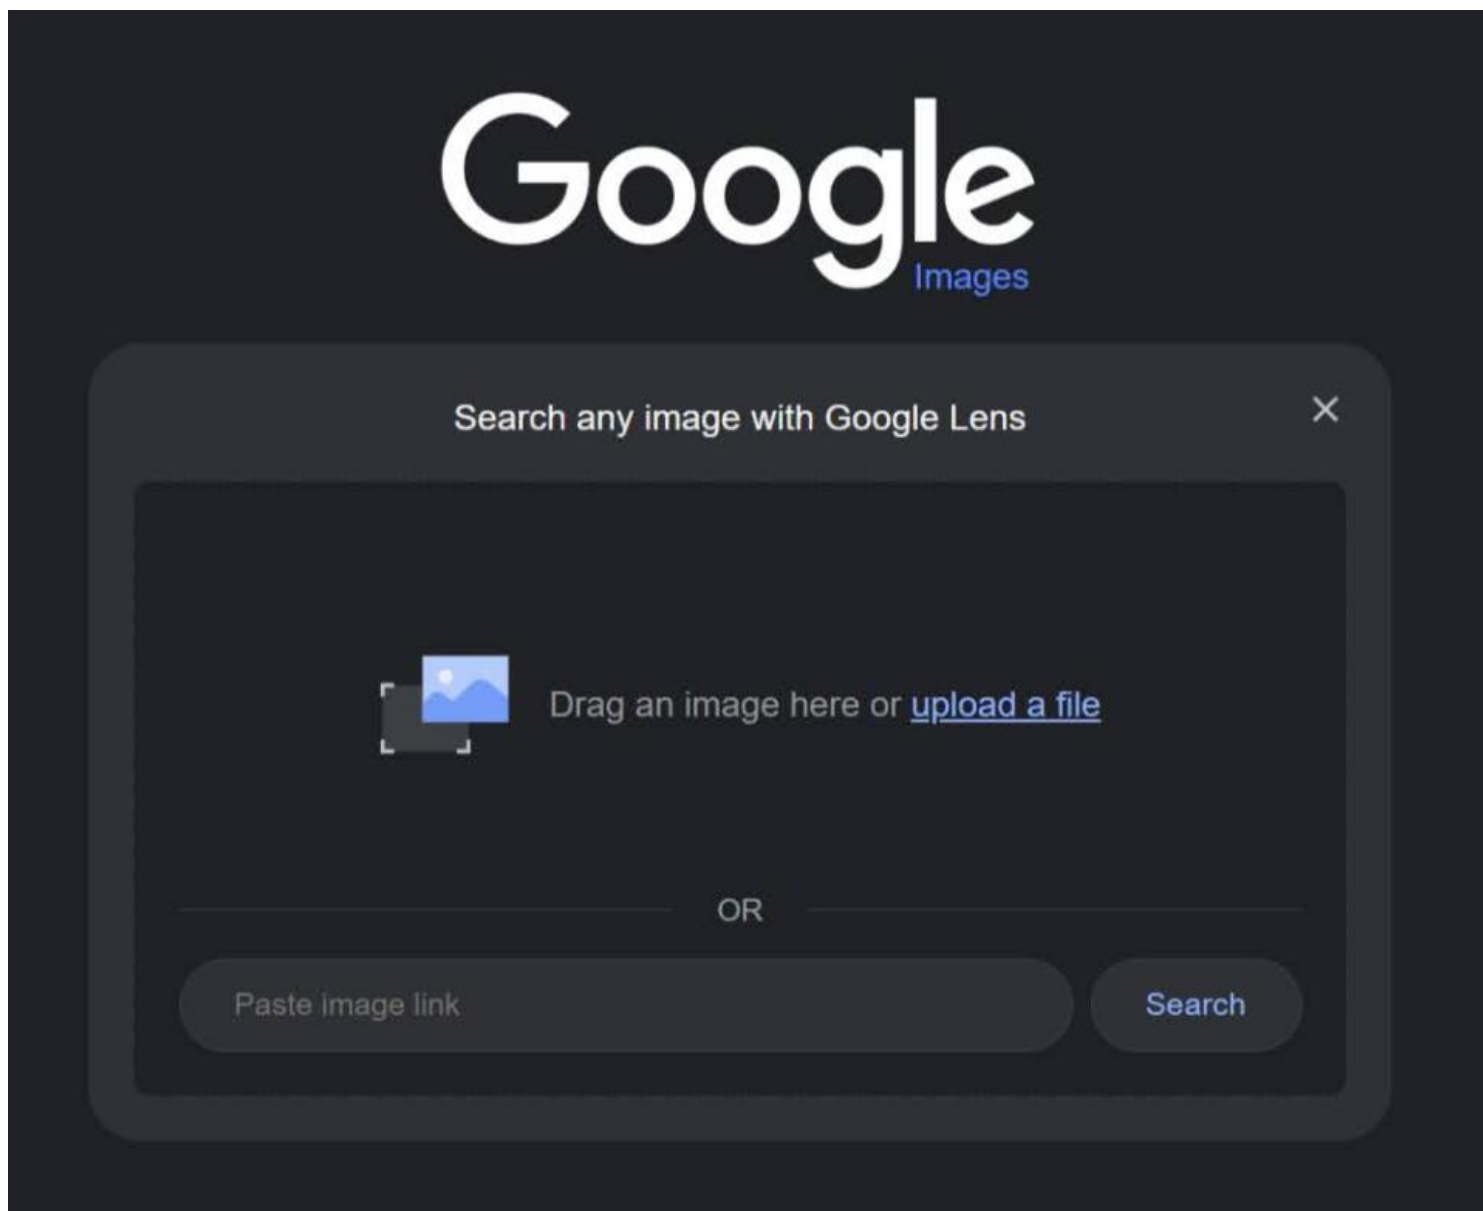 Google
Images
Search any image with Google Lens
Drag an image here or upload a file
OR
Paste image link
Search